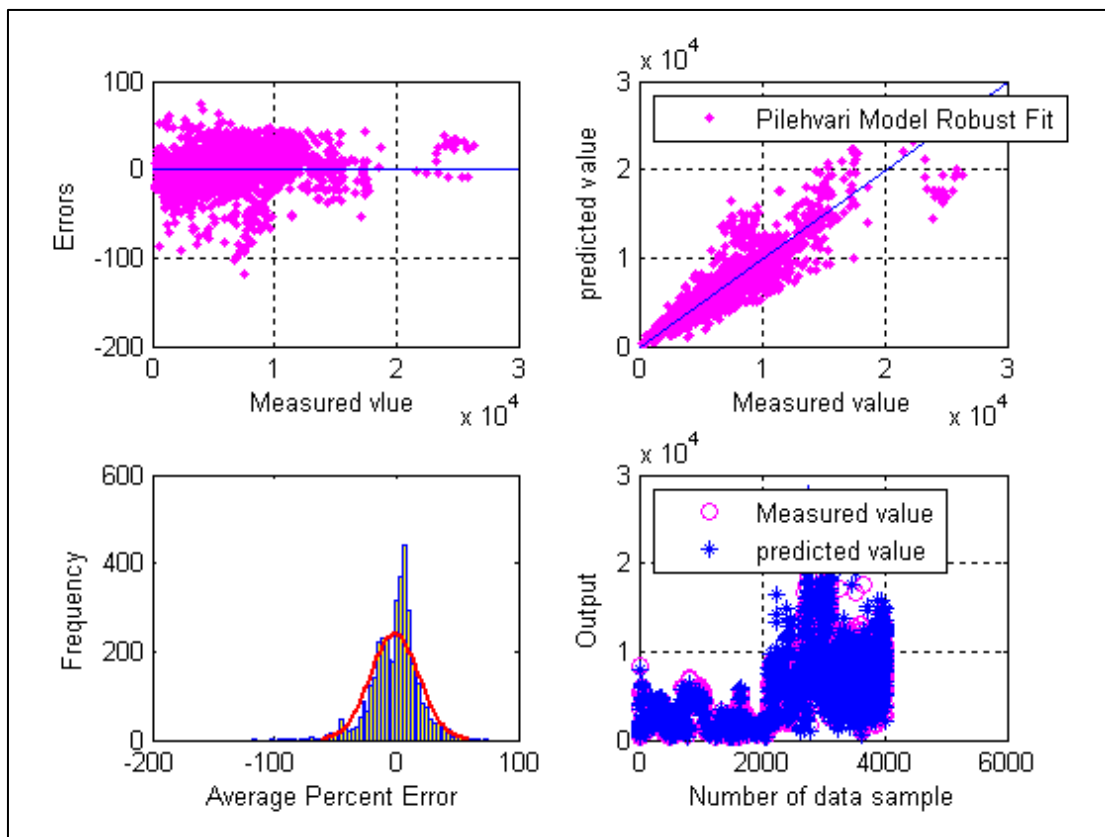 100
0
-100
-200
Errors
0 1 2 3
Measured vlue
x 10^4
x 10^4
3
2
1
0
predicted value
Pilehvari Model Robust Fit
0 1 2 3
Measured value
x 10^4
600
400
200
0
Frequency
-200 -100 0 100
Average Percent Error
x 10^4
3
2
1
0
Output
Measured value
predicted value
0 2000 4000 6000
Number of data sample